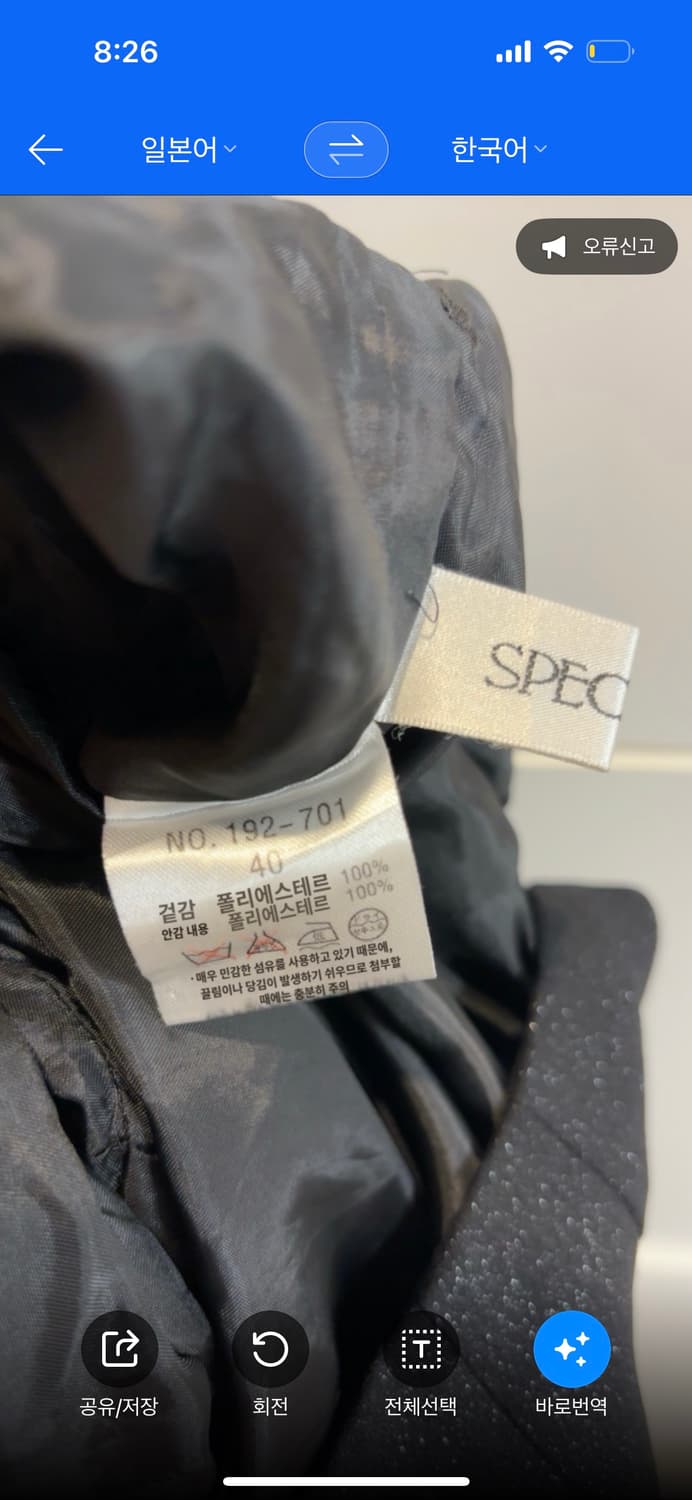 8:26
일본어
한국어
오류신고
SPEC
NO. 192-701
40
겉감 폴리에스테르 100%
안감 내용 폴리에스테르 100%
·매우 민감한 섬유를 사용하고 있기 때문에,
끌림이나 당김이 발생하기 쉬우므로 첨부할
때에는 충분히 주의
공유/저장
회전
전체선택
바로번역